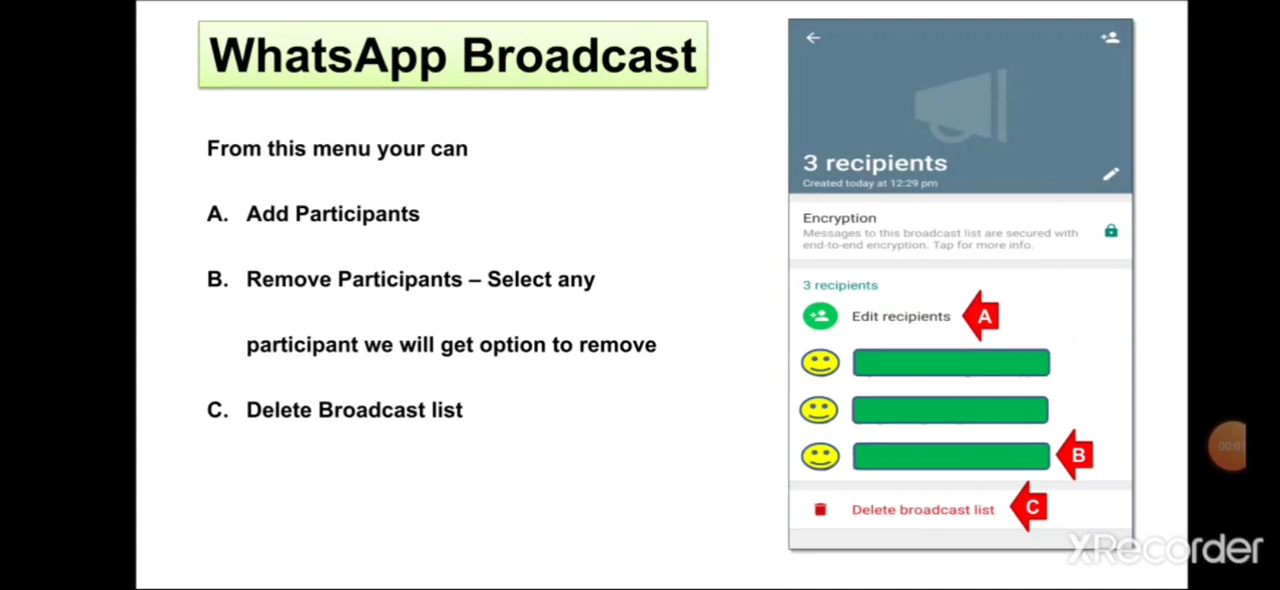 WhatsApp Broadcast
From this menu your can
A. Add Participants
B. Remove Participants – Select any
participant we will get option to remove
C. Delete Broadcast list
3 recipients
Created today at 12:29 pm
Encryption
Messages to this broadcast list are secured with
end-to-end encryption. Tap for more info.
3 recipients
Edit recipients
A
B
Delete broadcast list
C
00:01
XRecorder